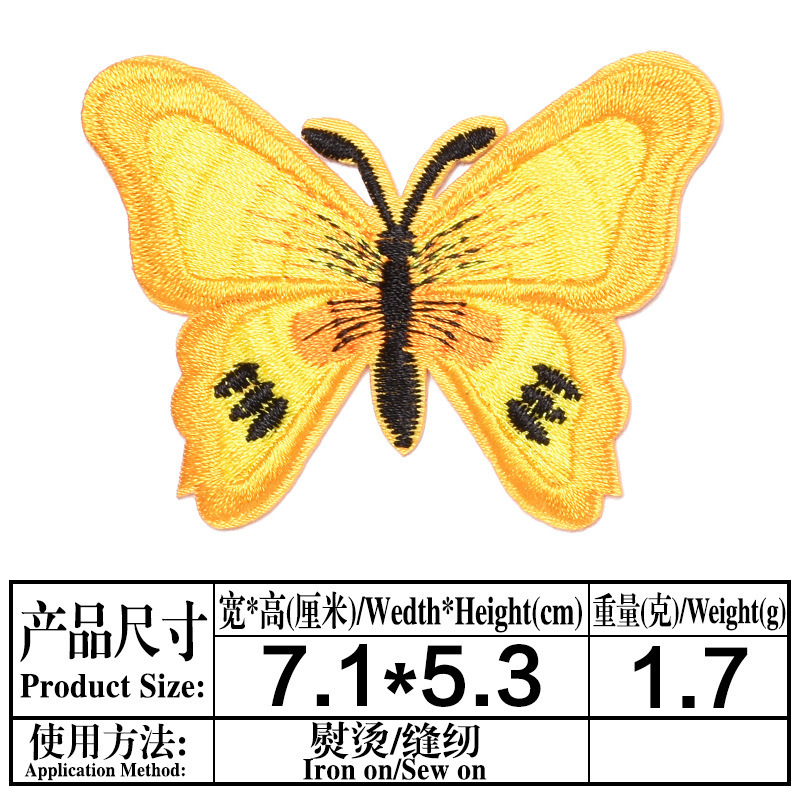 产品尺寸
Product Size:
宽*高(厘米)/Wedth*Height(cm)
重量(克)/Weight(g)
7.1*5.3
1.7
使用方法:
Application Method:
熨烫/缝纫
Iron on/Sew on